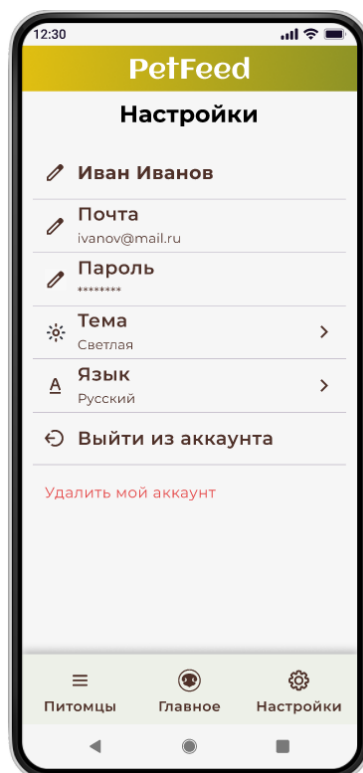 12:30
PetFeed
Настройки
Иван Иванов
Почта
ivanov@mail.ru
Пароль
********
Тема
Светлая
A Язык
Русский
Выйти из аккаунта
Удалить мой аккаунт
Питомцы Главное Настройки